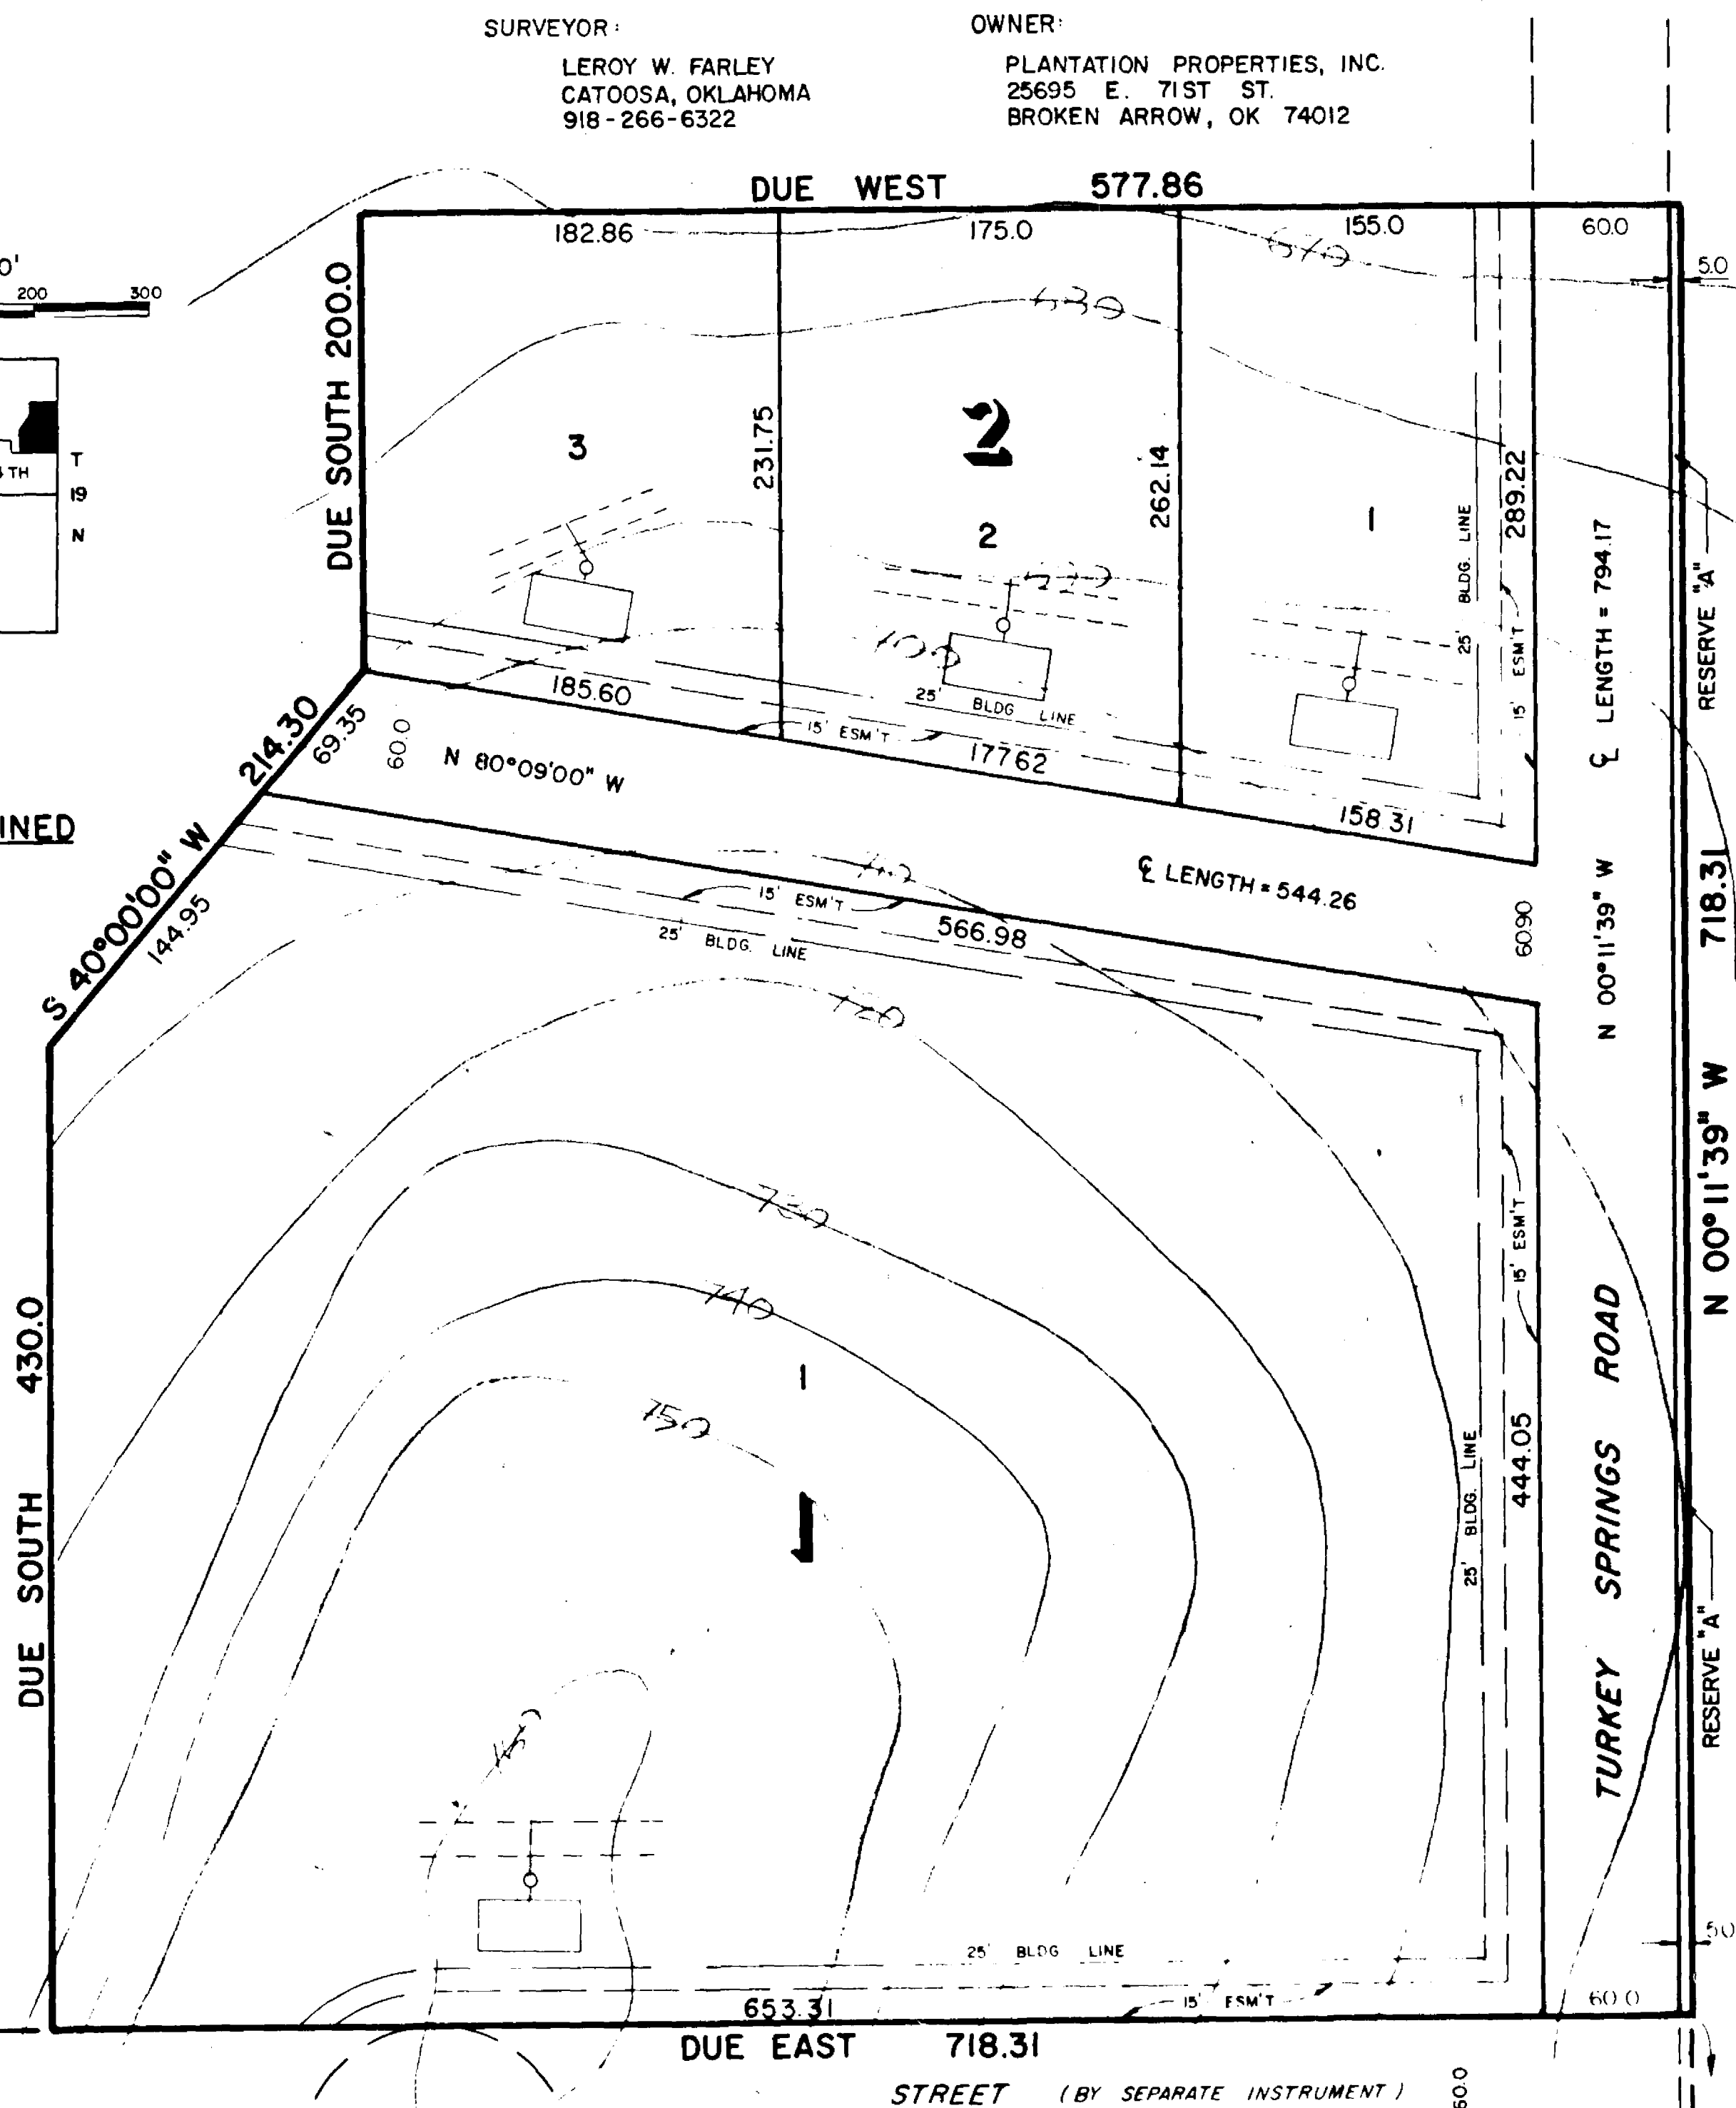 SURVEYOR:
LEROY W. FARLEY
CATOOSA, OKLAHOMA
918-266-6322
OWNER:
PLANTATION PROPERTIES, INC.
25695 E. 71ST ST.
BROKEN ARROW, OK 74012
DUE WEST 577.86
182.86
175.0
155.0
60.0
5.0
0'
200 300
670
630
DUE SOUTH 200.0
T
19
N
TH
3
231.75
2
2
262.14
1
25' BLDG. LINE
289.22
15' ESM'T
℄ LENGTH = 794.17
RESERVE "A"
185.60
25' BLDG LINE
15' ESM'T
177.62
158.31
214.30
69.35
60.0
N 80°09'00" W
INED
S 40°00'00" W
144.95
℄ LENGTH = 544.26
15' ESM'T
566.98
25' BLDG. LINE
60.90
N 00°11'39" W
N 00°11'39" W 718.31
720
730
740
750
1
1
DUE SOUTH 430.0
15' ESM'T
25' BLDG. LINE
444.05
TURKEY SPRINGS ROAD
RESERVE "A"
5.0
25' BLDG LINE
15' ESM'T
60.0
653.31
DUE EAST 718.31
STREET (BY SEPARATE INSTRUMENT)
60.0